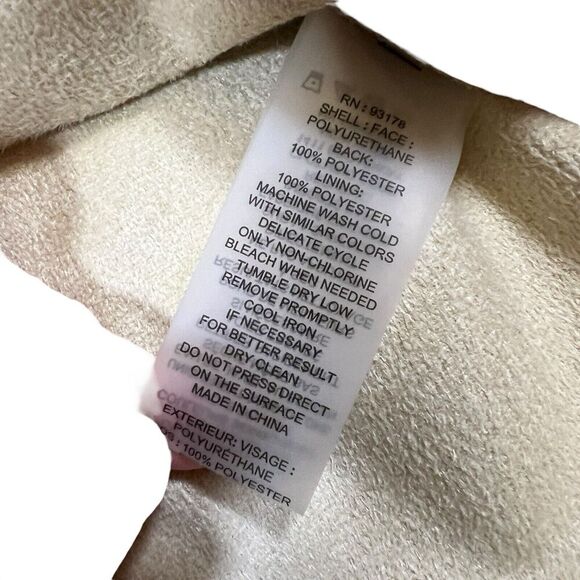 RN : 93178
SHELL : FACE :
POLYURETHANE
BACK:
100% POLYESTER
LINING:
100% POLYESTER
MACHINE WASH COLD
WITH SIMILAR COLORS
DELICATE CYCLE
ONLY NON-CHLORINE
BLEACH WHEN NEEDED
TUMBLE DRY LOW
REMOVE PROMPTLY
COOL IRON
IF NECESSARY
FOR BETTER RESULT
DRY CLEAN
DO NOT PRESS DIRECT
ON THE SURFACE
MADE IN CHINA
EXTERIEUR: VISAGE :
POLYURÉTHANE
: 100% POLYESTER